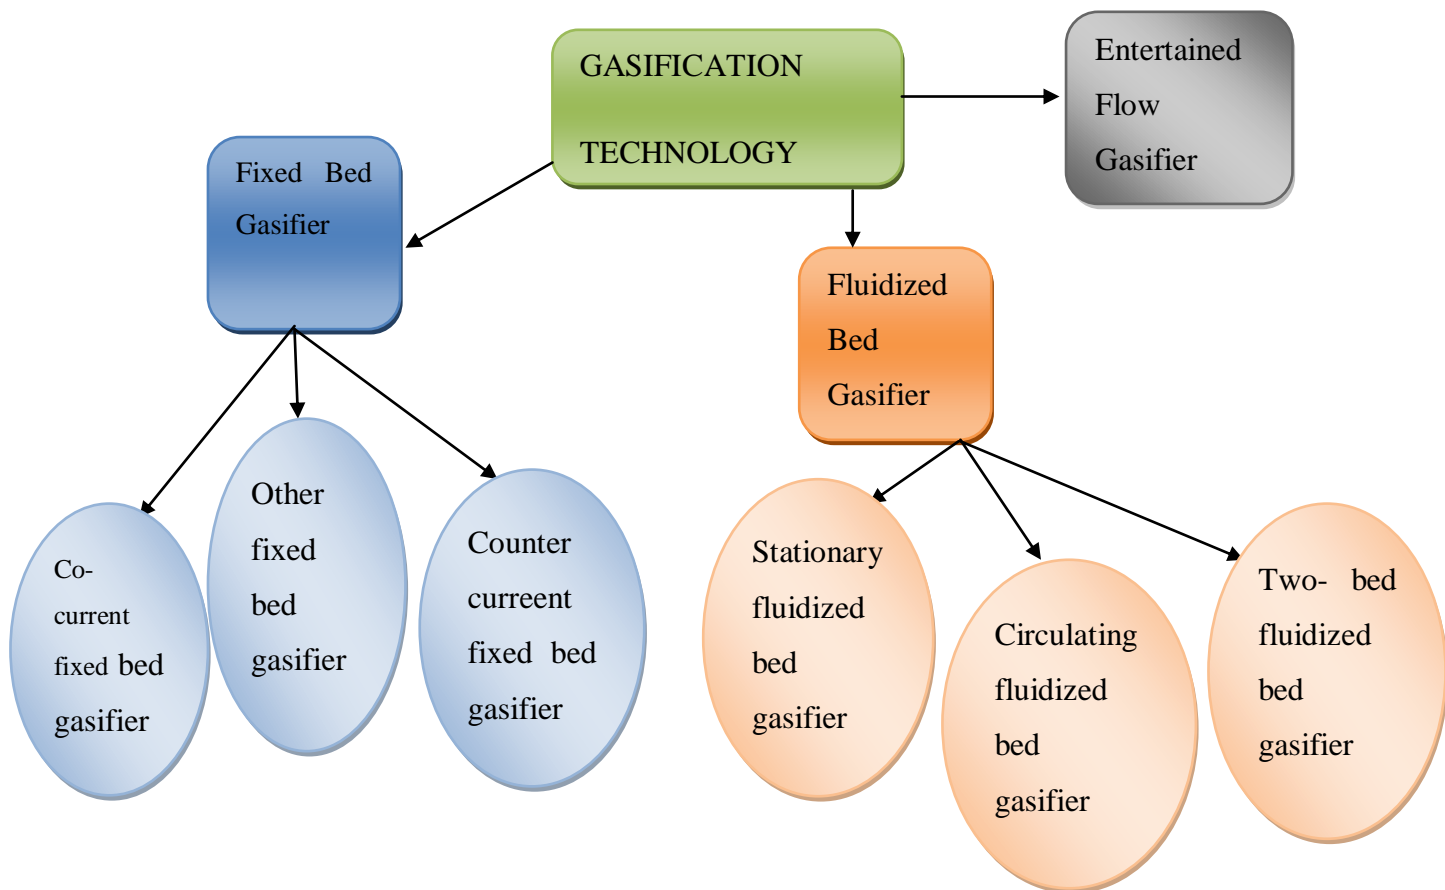 GASIFICATION
TECHNOLOGY
Entertained
Flow
Gasifier
Fixed Bed
Gasifier
Fluidized
Bed
Gasifier
Co-
current
fixed bed
gasifier
Other
fixed
bed
gasifier
Counter
curreent
fixed bed
gasifier
Stationary
fluidized
bed
gasifier
Circulating
fluidized
bed
gasifier
Two- bed
fluidized
bed
gasifier